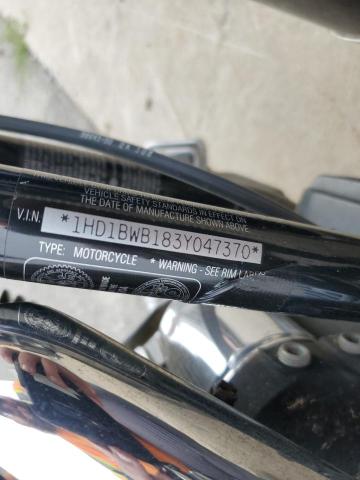 VEHICLE SAFETY STANDARDS IN EFFECT ON
THE DATE OF MANUFACTURE SHOWN ABOVE
V.I.N. *1HD1BWB183Y047370*
TYPE: MOTORCYCLE * WARNING - SEE RIM LABEL